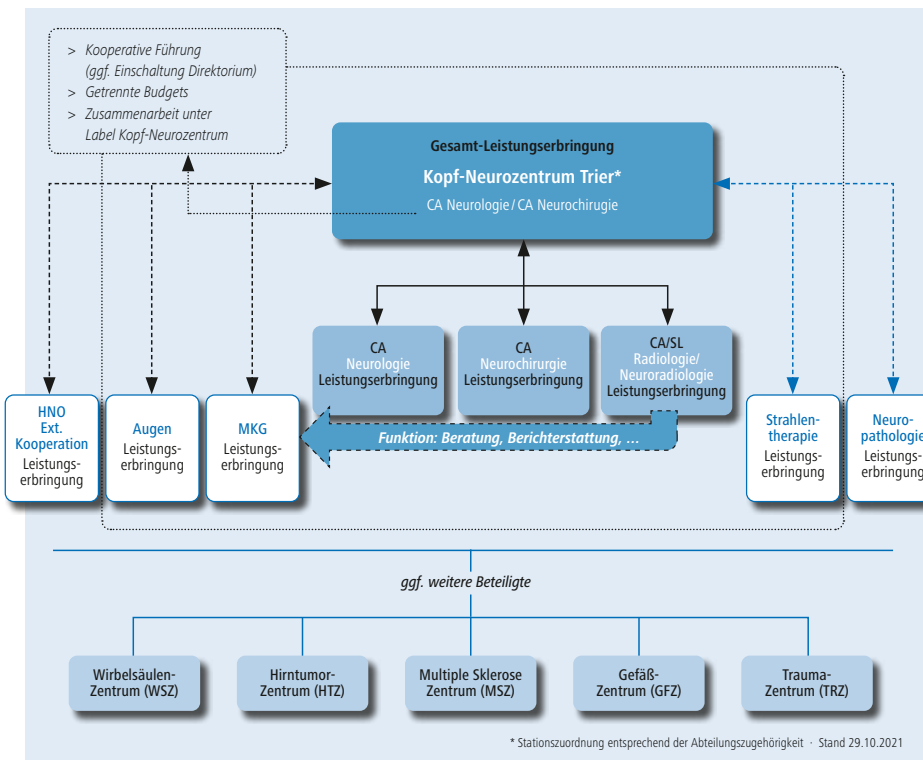 > Kooperative Führung
(ggf. Einschaltung Direktorium)
> Getrennte Budgets
> Zusammenarbeit unter
Label Kopf-Neurozentrum
Gesamt-Leistungserbringung
Kopf-Neurozentrum Trier*
CA Neurologie / CA Neurochirugie
CA
Neurologie
Leistungserbringung
CA
Neurochirurgie
Leistungserbringung
CA/SL
Radiologie/
Neuroradiologie
Leistungserbringung
HNO
Ext.
Kooperation
Leistungs-
erbringung
Augen
Leistungs-
erbringung
MKG
Leistungs-
erbringung
Funktion: Beratung, Berichterstattung, ...
Strahlen-
therapie
Leistungs-
erbringung
Neuro-
pathologie
Leistungs-
erbringung
ggf. weitere Beteiligte
Wirbelsäulen-
Zentrum (WSZ)
Hirntumor-
Zentrum (HTZ)
Multiple Sklerose
Zentrum (MSZ)
Gefäß-
Zentrum (GFZ)
Trauma-
Zentrum (TRZ)
* Stationszuordnung entsprechend der Abteilungszugehörigkeit · Stand 29.10.2021